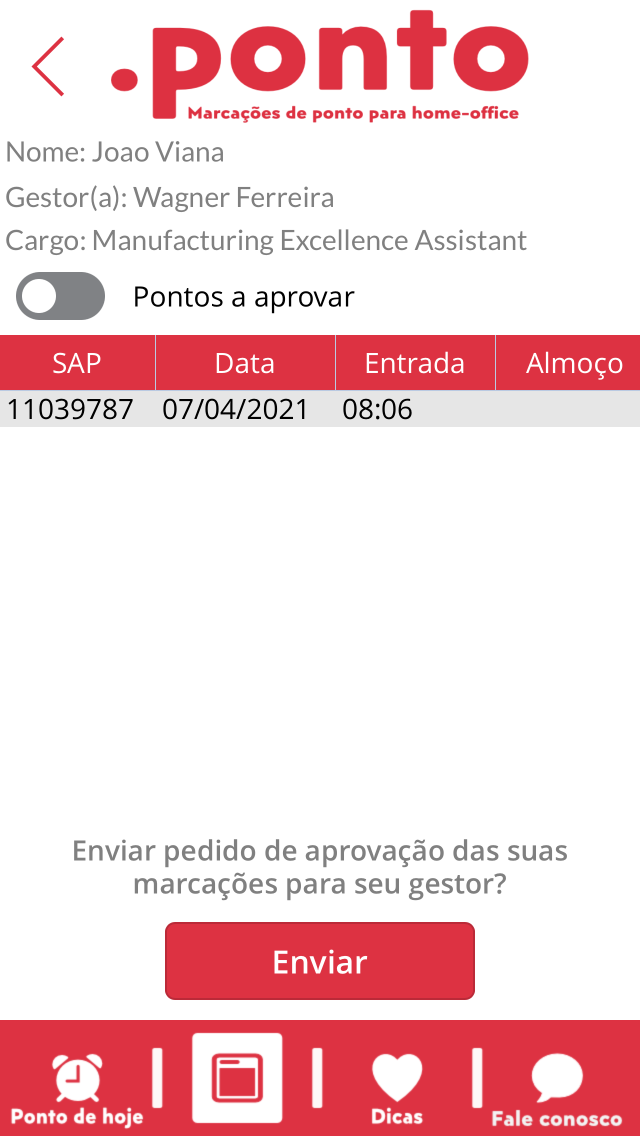 .ponto
Marcações de ponto para home-office
Nome: Joao Viana
Gestor(a): Wagner Ferreira
Cargo: Manufacturing Excellence Assistant
Pontos a aprovar
SAP Data Entrada Almoço
11039787 07/04/2021 08:06
Enviar pedido de aprovação das suas
marcações para seu gestor?
Enviar
Ponto de hoje Dicas Fale conosco